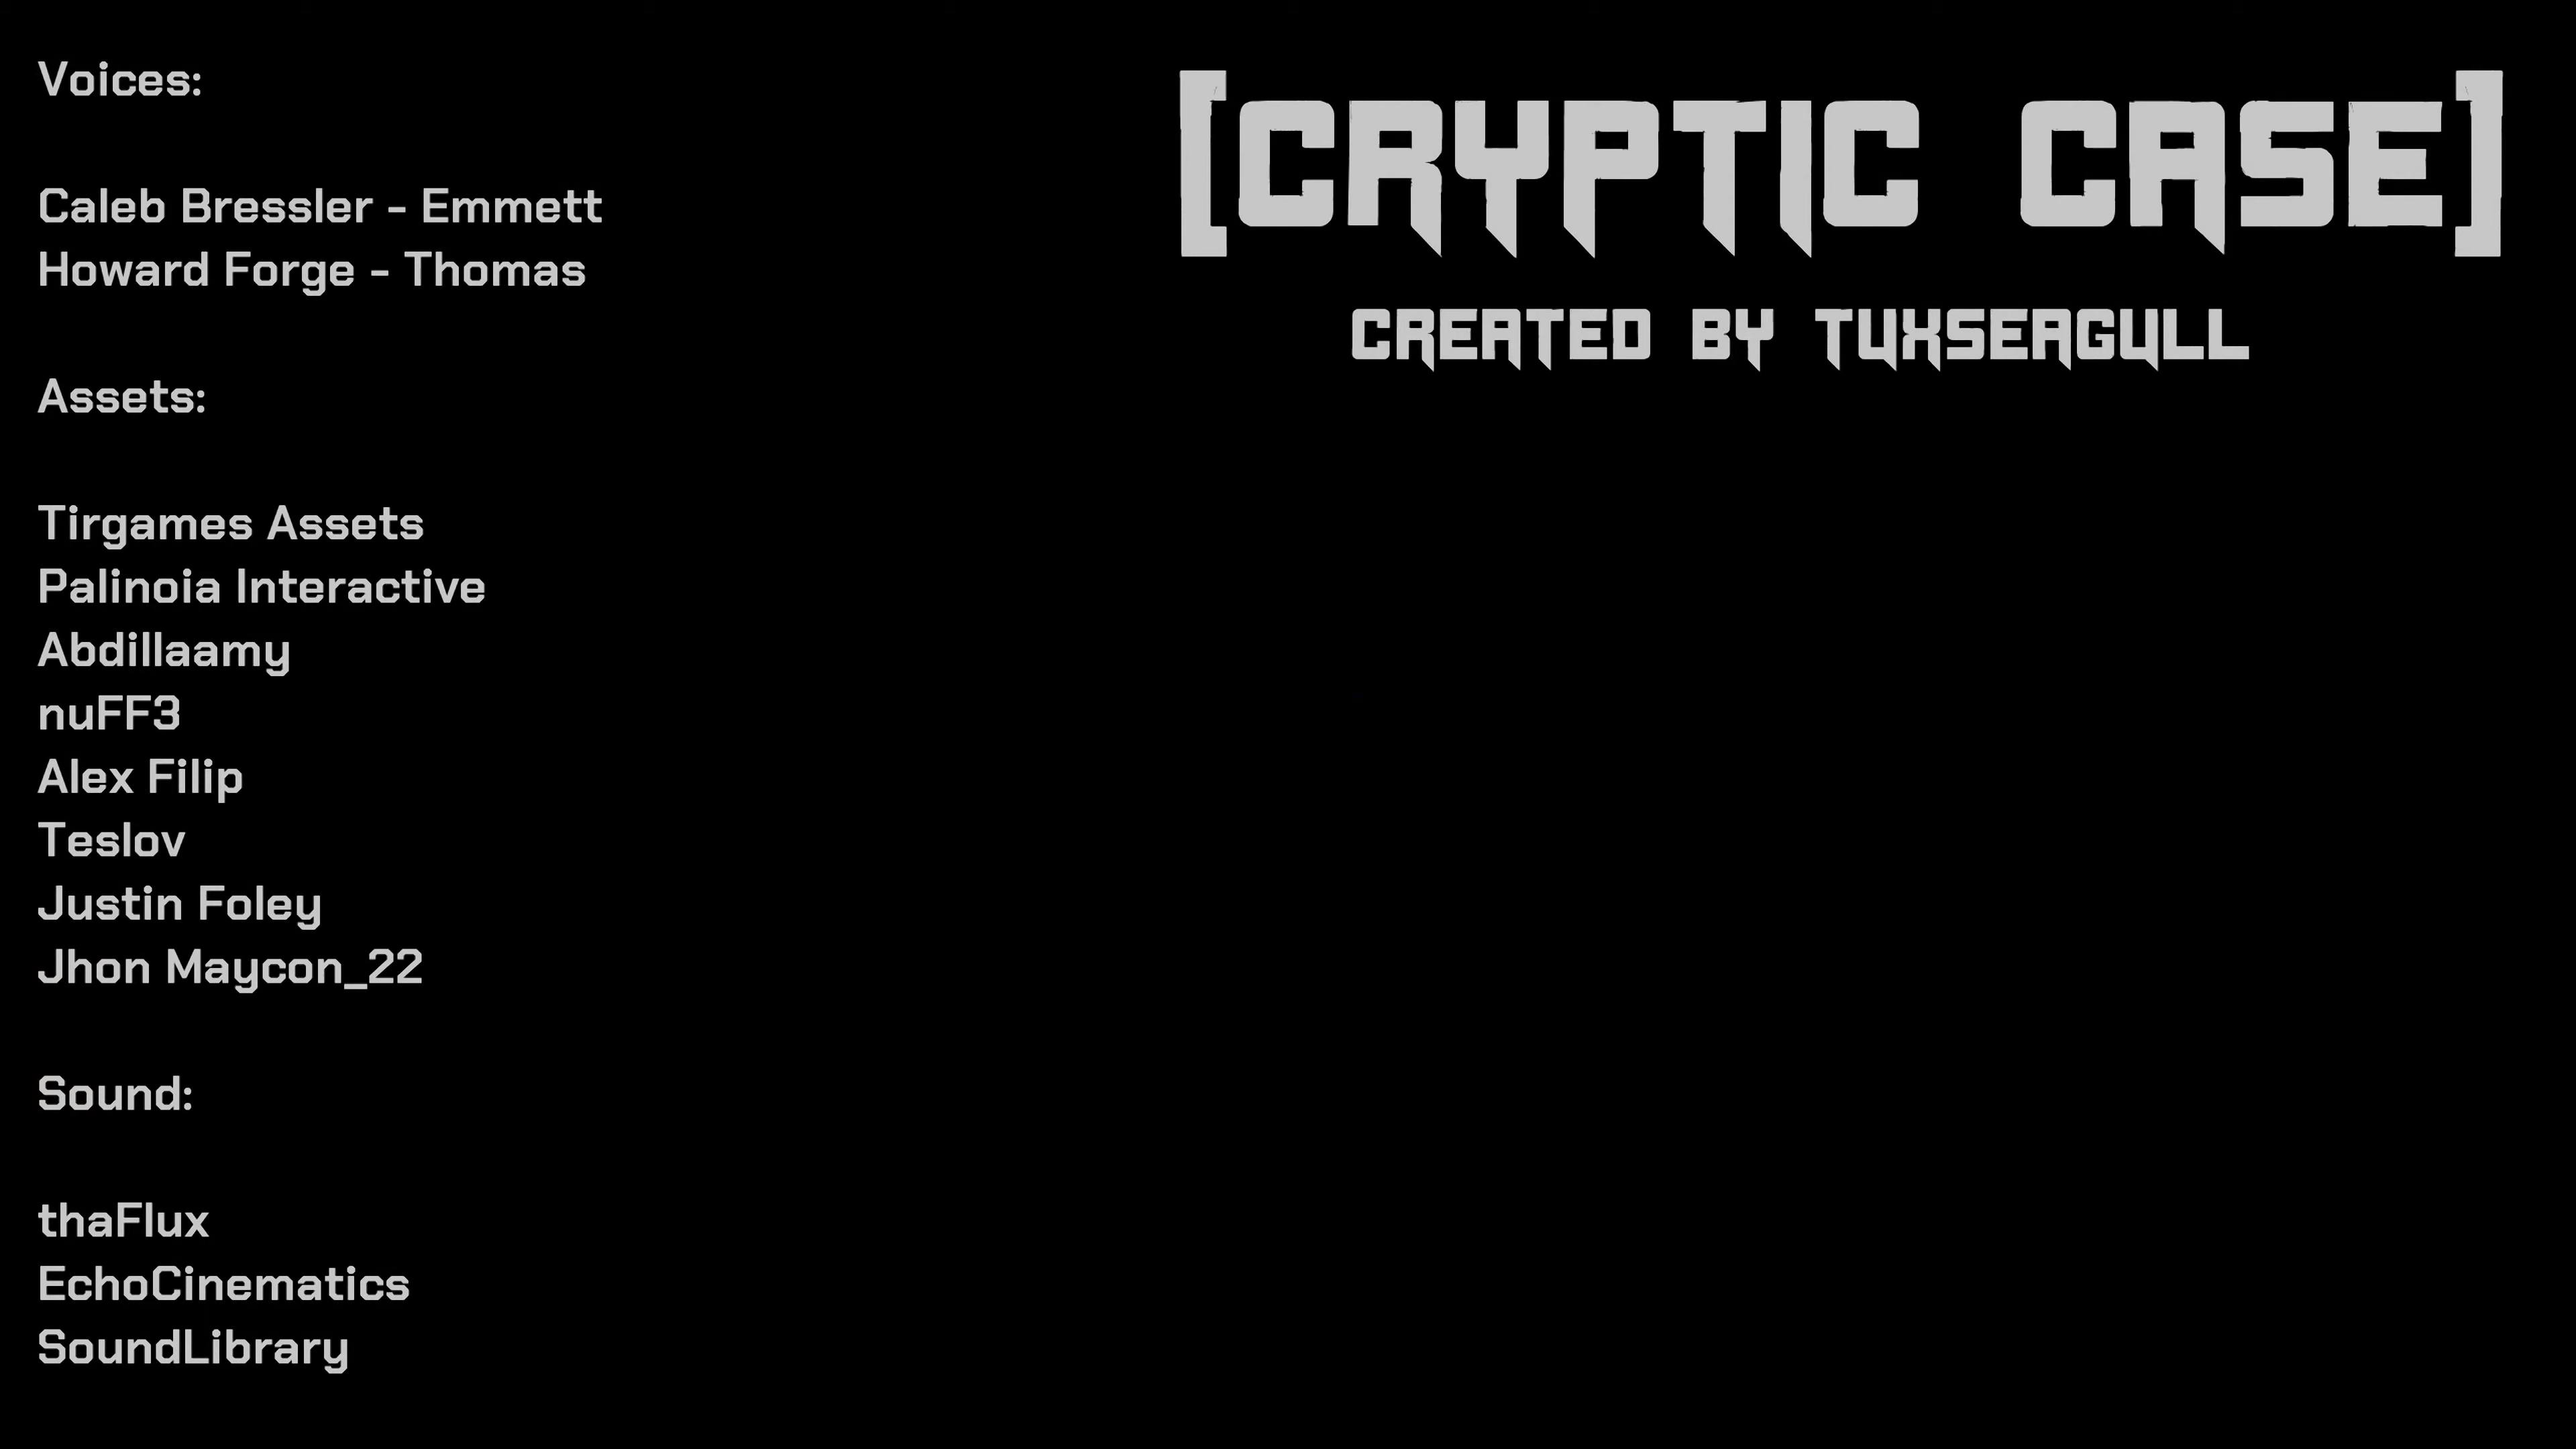 Voices:
Caleb Bressler - Emmett
Howard Forge - Thomas
Assets:
Tirgames Assets
Palinoia Interactive
Abdillaamy
nuFF3
Alex Filip
Teslov
Justin Foley
Jhon Maycon_22
Sound:
thaFlux
EchoCinematics
SoundLibrary
[CRYPTIC CASE]
CREATED BY TUXSEAGULL